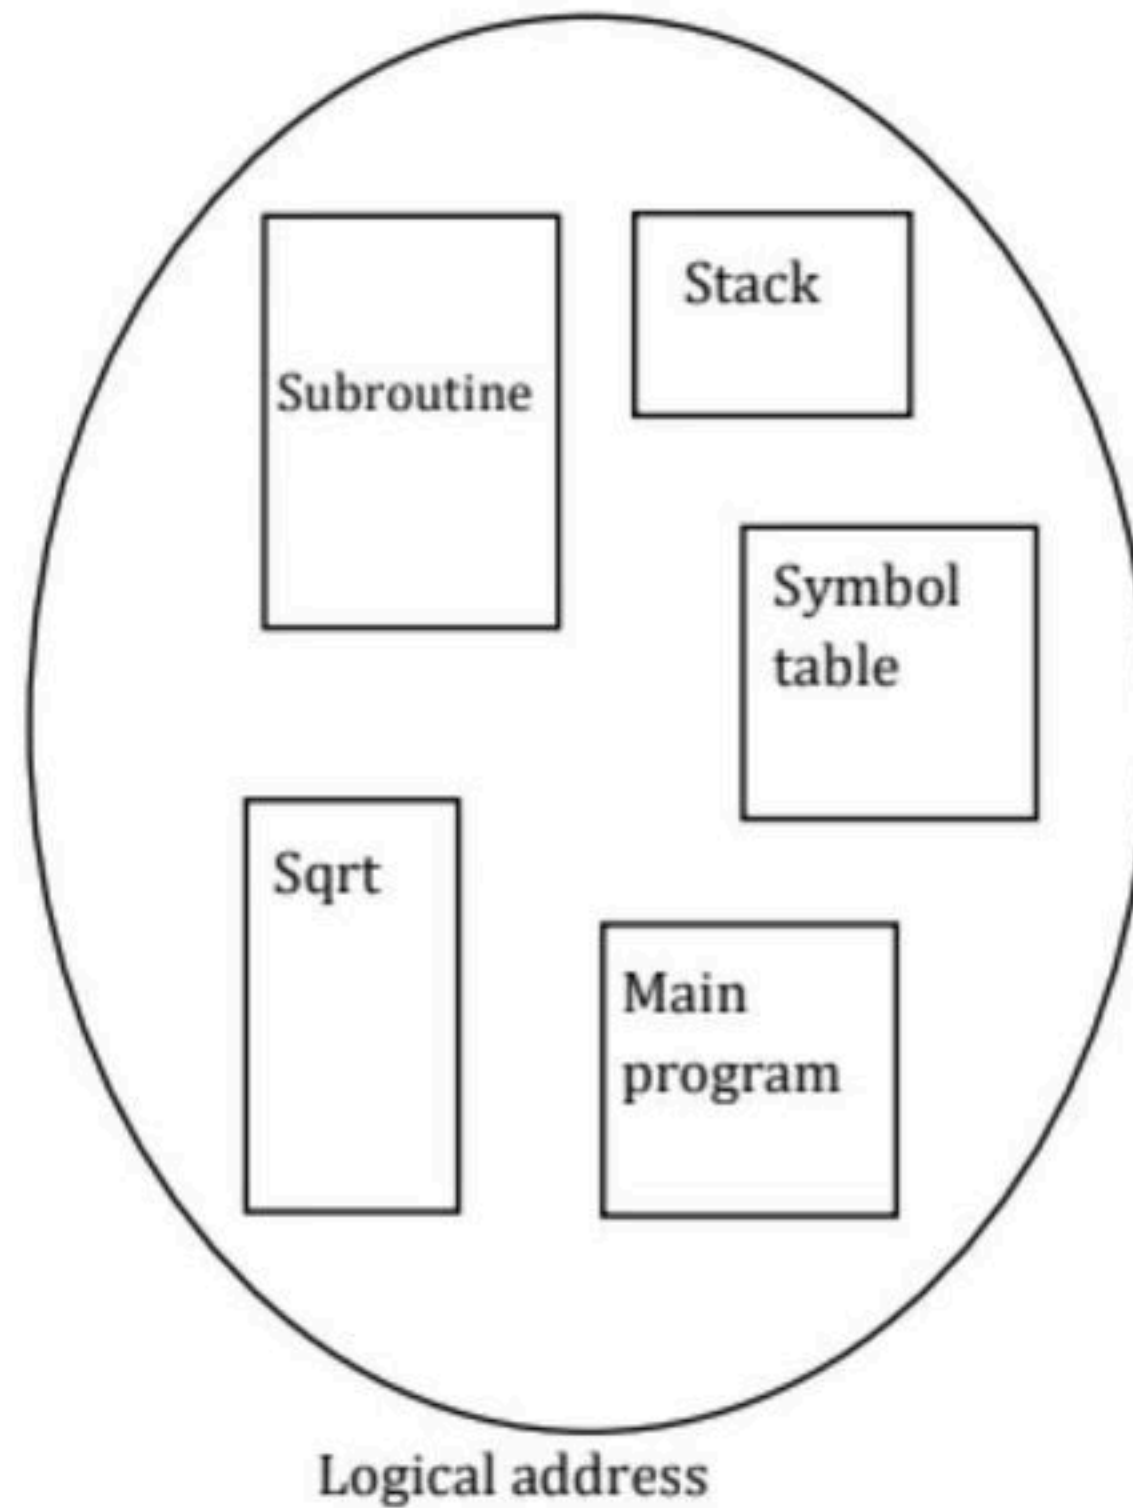 Stack
Subroutine
Symbol
table
Sqrt
Main
program
Logical address